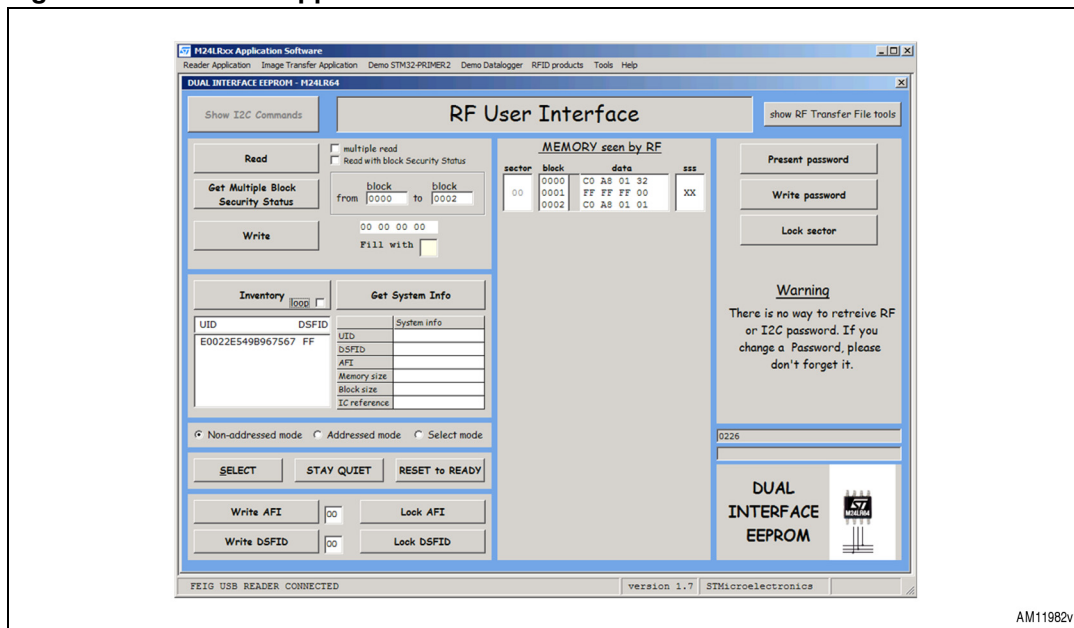 M24LRxx Application Software
Reader Application Image Transfer Application Demo STM32-PRIMER2 Demo Datalogger RFID products Tools Help
DUAL INTERFACE EEPROM - M24LR64
Show I2C Commands
RF User Interface
show RF Transfer File tools
Read
multiple read
Read with block Security Status
Get Multiple Block
Security Status
block block
from 0000 to 0002
Write
00 00 00 00
Fill with
MEMORY seen by RF
sector block data sss
00 0000 C0 A8 01 32 XX
0001 FF FF FF 00
0002 C0 A8 01 01
Present password
Write password
Lock sector
Warning
There is no way to retreive RF
or I2C password. If you
change a Password, please
don't forget it.
Inventory loop
Get System Info
UID DSFID
E0022E549B967567 FF
System info
UID
DSFID
AFI
Memory size
Block size
IC reference
Non-addressed mode Addressed mode Select mode
0226
SELECT STAY QUIET RESET to READY
Write AFI 00 Lock AFI
Write DSFID 00 Lock DSFID
DUAL
INTERFACE
EEPROM
M24LR64
FEIG USB READER CONNECTED version 1.7 STMicroelectronics
AM11982v